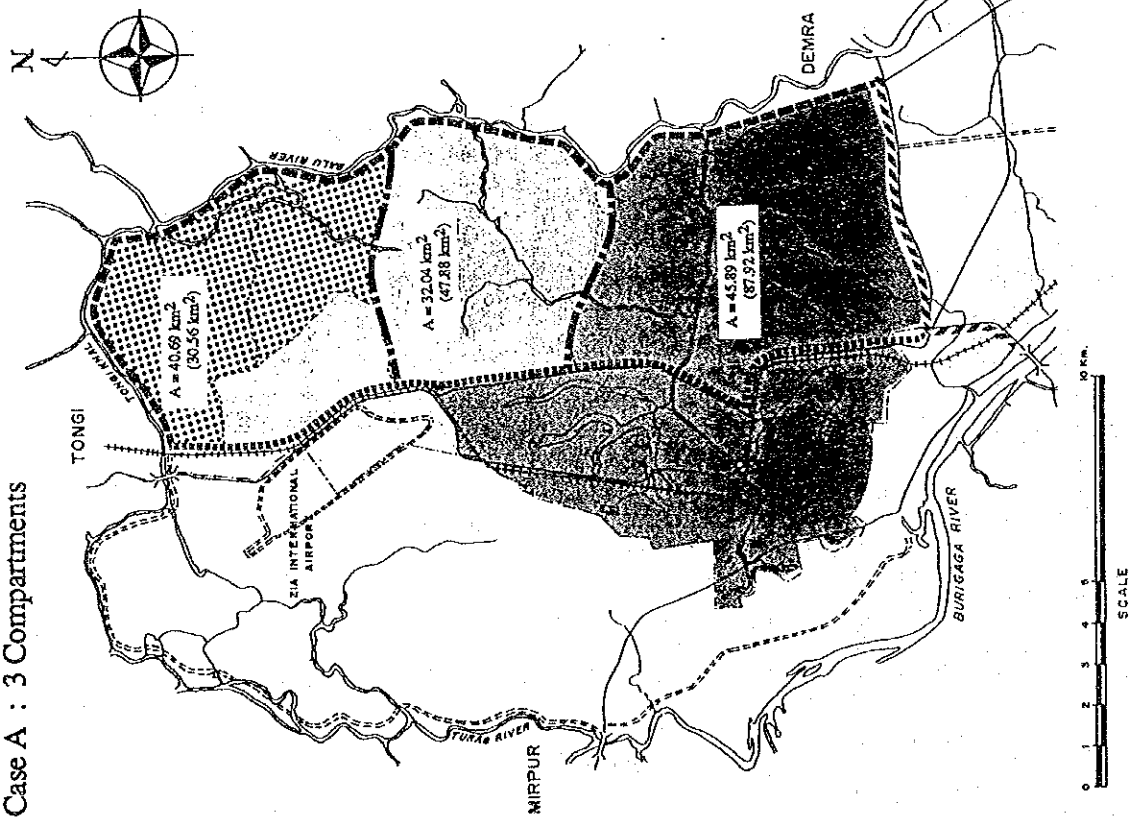 Case A : 3 Compartments
N
TONGI
TONGI KHAL
BALU RIVER
A = 40.69 km²
(30.56 km²)
ZIA INTERNATIONAL
AIRPORT
A = 32.04 km²
(47.88 km²)
TURAG RIVER
MIRPUR
DEMRA
A = 45.89 km²
(87.92 km²)
BURIGAGA RIVER
0 1 2 3 4 5 10 Km.
SCALE